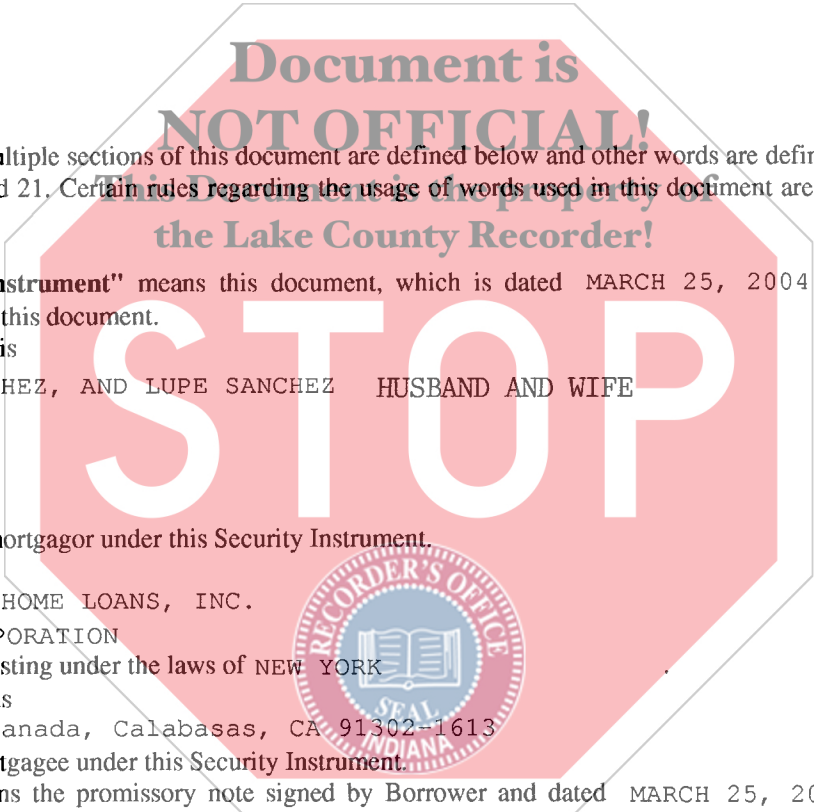 Document is
NOT OFFICIAL!
ultiple sections of this document are defined below and other words are defin
d 21. Certain rules regarding the usage of words used in this document are
This Document is the property of
the Lake County Recorder!
nstrument" means this document, which is dated MARCH 25, 2004
this document.
is
HEZ, AND LUPE SANCHEZ HUSBAND AND WIFE
STOP
nortgagor under this Security Instrument.
HOME LOANS, INC.
PORATION
sting under the laws of NEW YORK .
is
anada, Calabasas, CA 91302-1613
tgagee under this Security Instrument.
ns the promissory note signed by Borrower and dated MARCH 25, 20
RECORDER'S OFFICE
SEAL
INDIANA